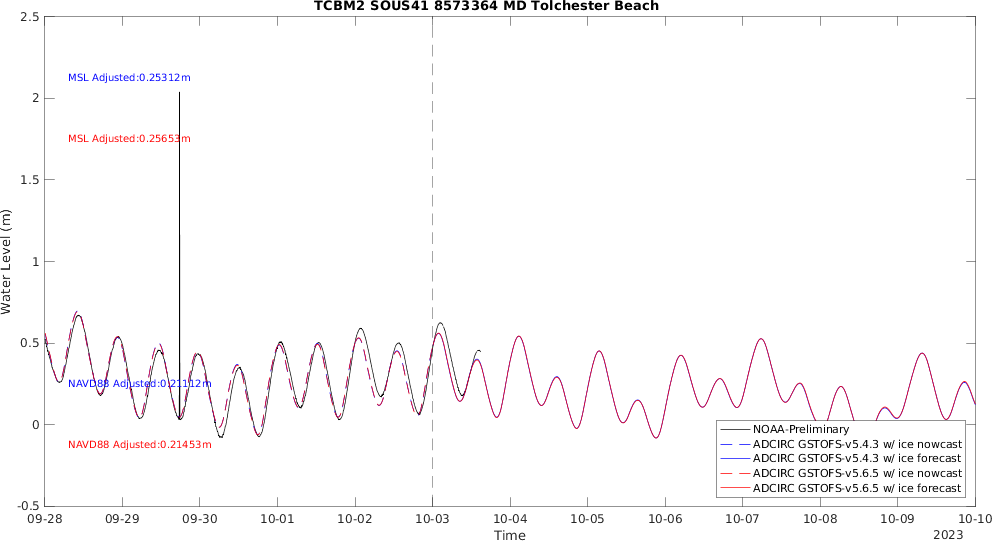 TCBM2 SOUS41 8573364 MD Tolchester Beach
2.5
MSL Adjusted:0.25312m
2
MSL Adjusted:0.25653m
1.5
1
Water Level (m)
0.5
NAVD88 Adjusted:0.21112m
0
NAVD88 Adjusted:0.21453m
NOAA-Preliminary
ADCIRC GSTOFS-v5.4.3 w/ ice nowcast
ADCIRC GSTOFS-v5.4.3 w/ ice forecast
ADCIRC GSTOFS-v5.6.5 w/ ice nowcast
ADCIRC GSTOFS-v5.6.5 w/ ice forecast
-0.5
09-28 09-29 09-30 10-01 10-02 10-03 10-04 10-05 10-06 10-07 10-08 10-09 10-10
Time
2023